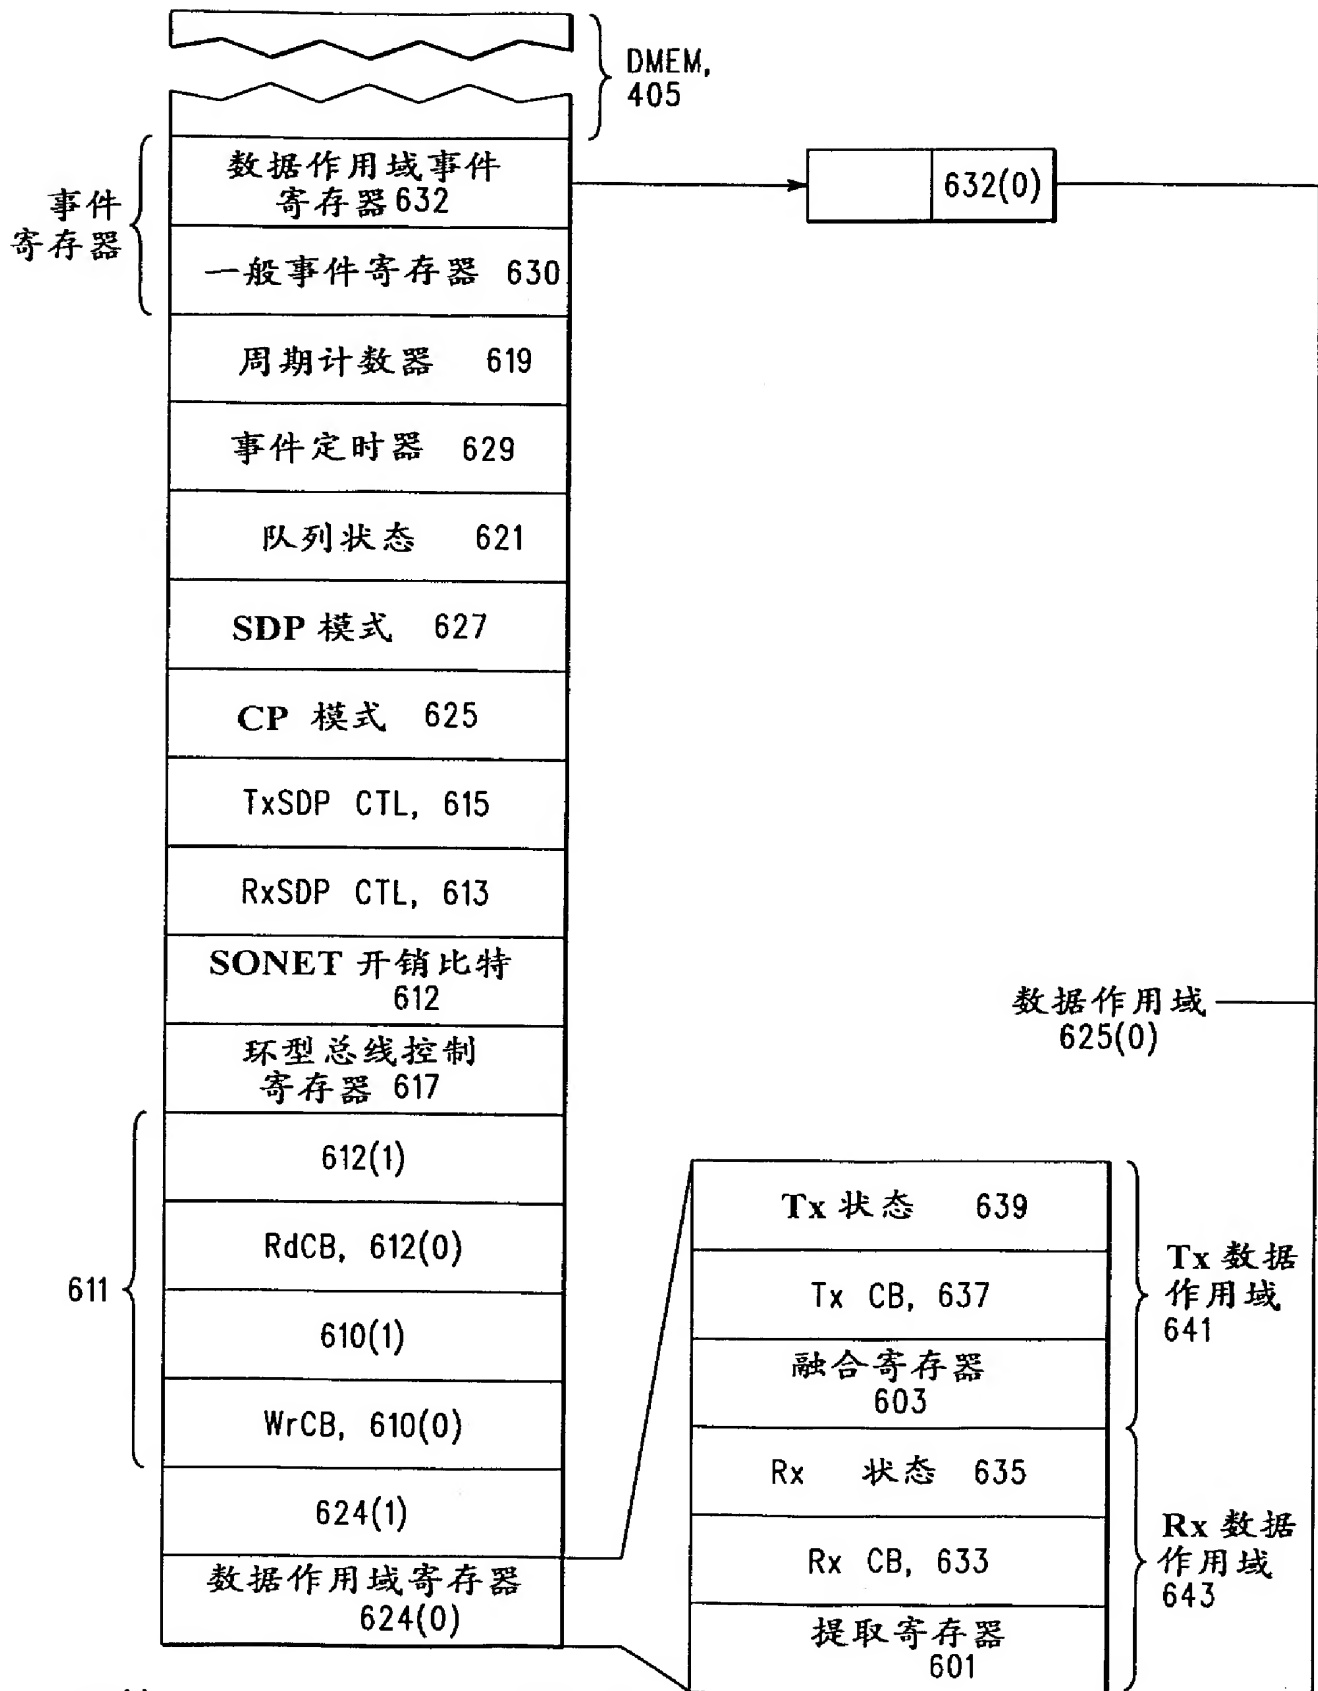 DMEM,
405
事件
寄存器
数据作用域事件
寄存器632
632(0)
一般事件寄存器 630
周期计数器 619
事件定时器 629
队列状态 621
SDP 模式 627
CP 模式 625
TxSDP CTL, 615
RxSDP CTL, 613
SONET 开销比特
612
环型总线控制
寄存器 617
611
612(1)
RdCB, 612(0)
610(1)
WrCB, 610(0)
624(1)
数据作用域寄存器
624(0)
数据作用域
625(0)
Tx 状态 639
Tx CB, 637
融合寄存器
603
Tx 数据
作用域
641
Rx 状态 635
Rx CB, 633
提取寄存器
601
Rx 数据
作用域
643